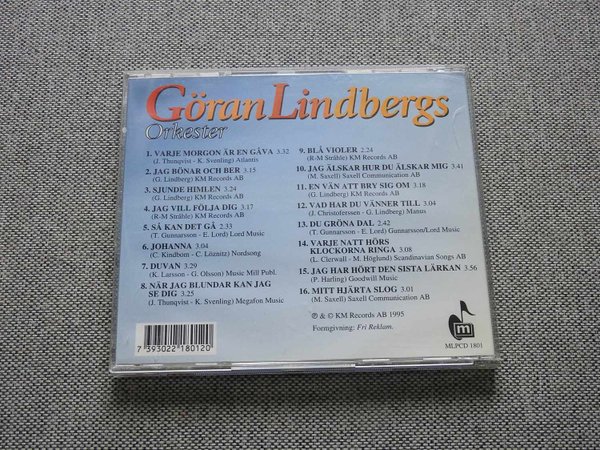 Göran Lindbergs
Orkester
1. VARJE MORGON ÄR EN GÅVA 3.32
(J. Thunqvist - K. Svenling) Atlantis
2. JAG BÖNAR OCH BER 3.15
(G. Lindberg) KM Records AB
3. SJUNDE HIMLEN 3.24
(G. Lindberg) KM Records AB
4. JAG VILL FÖLJA DIG 3.17
(R-M Stråhle) KM Records AB
5. SÅ KAN DET GÅ 2.33
(T. Gunnarsson - E. Lord) Lord Music
6. JOHANNA 3.04
(C. Kindbom - C. Löznitz) Nordsong
7. DUVAN 3.29
(K. Larsson - G. Olsson) Music Mill Publ.
8. NÄR JAG BLUNDAR KAN JAG
SE DIG 3.25
(J. Thunqvist - K. Svenling) Megafon Music
9. BLÅ VIOLER 2.24
(R-M Stråhle) KM Records AB
10. JAG ÄLSKAR HUR DU ÄLSKAR MIG 3.41
(M. Saxell) Saxell Communication AB
11. EN VÄN ATT BRY SIG OM 3.18
(G. Lindberg) KM Records AB
12. VAD HAR DU VÄNNER TILL 3.04
(J. Christoferssen - G. Lindberg) Manus
13. DU GRÖNA DAL 2.42
(T. Gunnarsson - E. Lord) Gunnarsson/Lord Music
14. VARJE NATT HÖRS
KLOCKORNA RINGA 3.08
(L. Clerwall - M. Höglund) Scandinavian Songs AB
15. JAG HAR HÖRT DEN SISTA LÄRKAN 3.56
(P. Harling) Goodwill Music
16. MITT HJÄRTA SLOG 3.01
(M. Saxell) Saxell Communication AB
℗ & © KM Records AB 1995
Formgivning: Fri Reklam.
7 393022 180120
m
MLPCD 1801